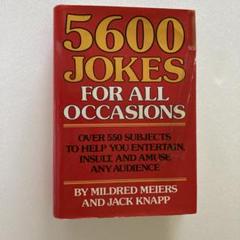 5600
JOKES
FOR ALL
OCCASIONS
OVER 550 SUBJECTS
TO HELP YOU ENTERTAIN,
INSULT, AND AMUSE
ANY AUDIENCE
BY MILDRED MEIERS
AND JACK KNAPP